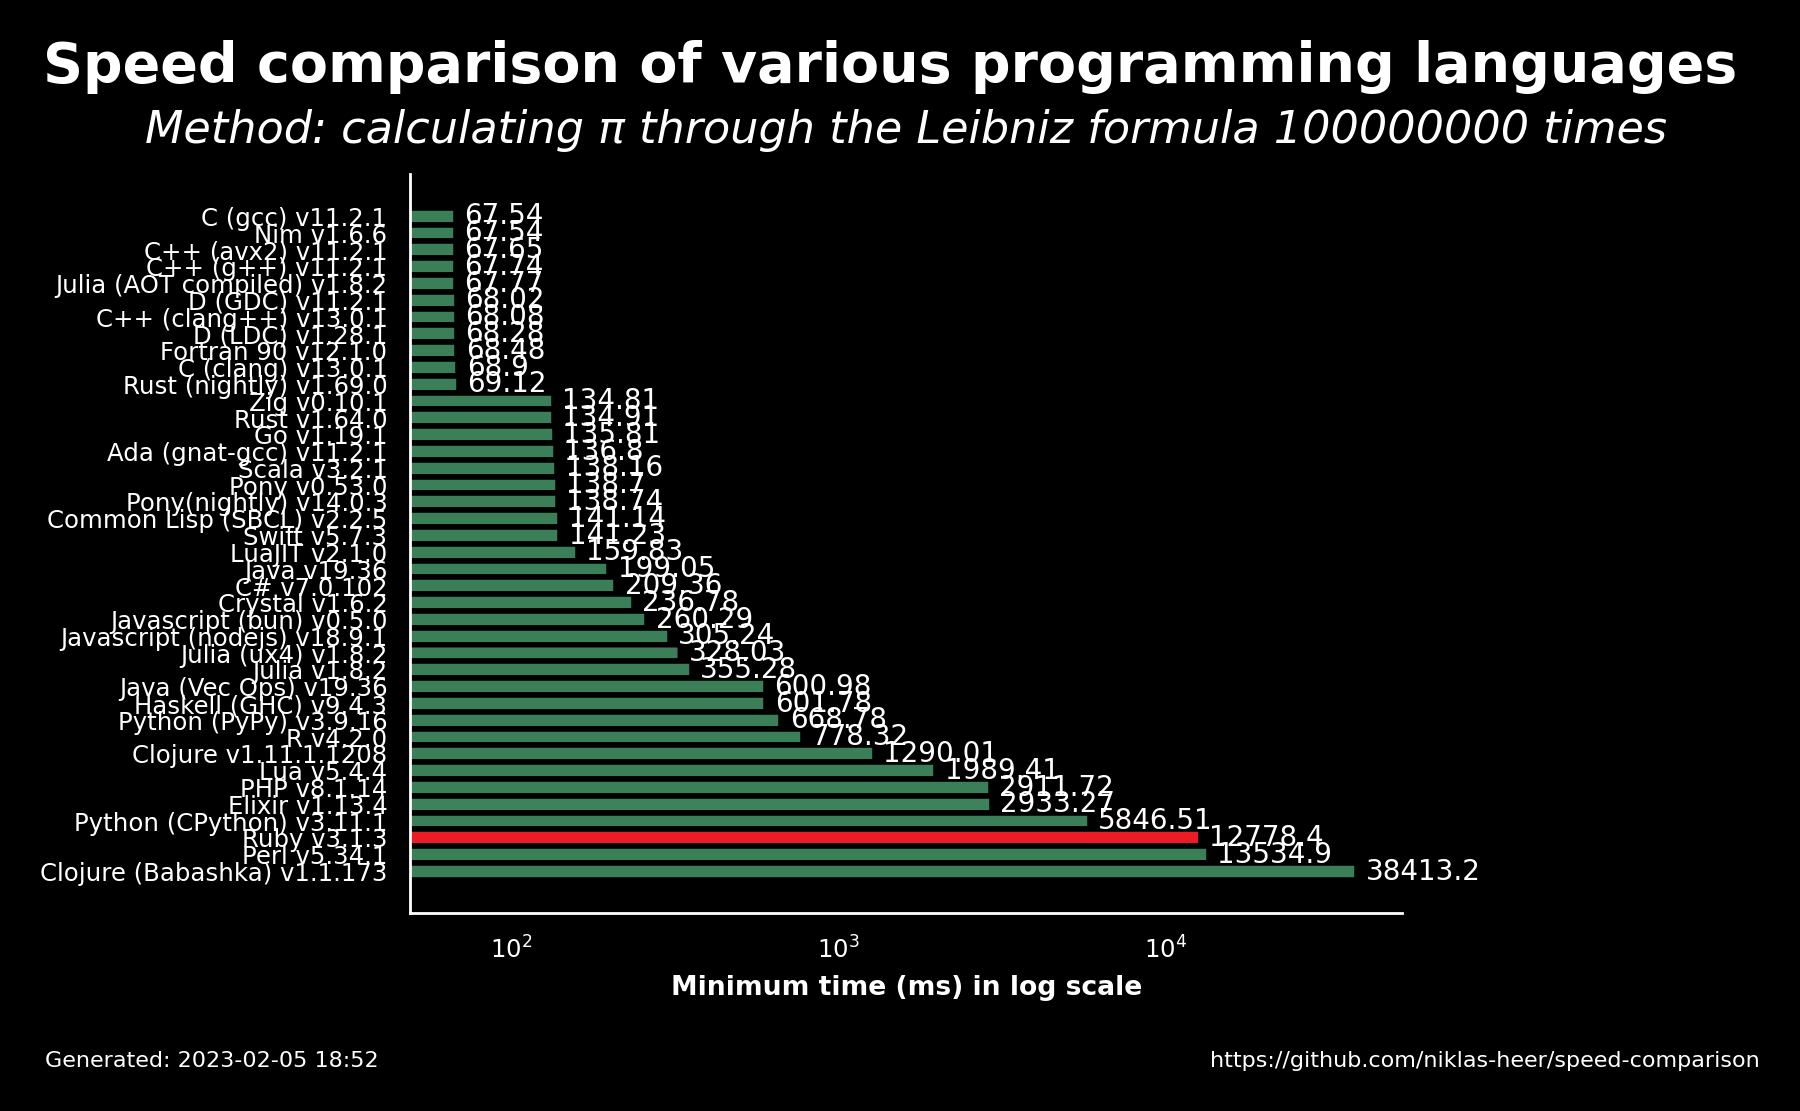 Speed comparison of various programming languages
Method: calculating π through the Leibniz formula 100000000 times
C (gcc) v11.2.1 67.54
Nim v1.6.6 67.54
C++ (avx2) v11.2.1 67.65
C++ (g++) v11.2.1 67.74
Julia (AOT compiled) v1.8.2 67.77
D (GDC) v11.2.1 68.02
C++ (clang++) v13.0.1 68.08
D (LDC) v1.28.1 68.28
Fortran 90 v12.1.0 68.48
C (clang) v13.0.1 68.9
Rust (nightly) v1.69.0 69.12
Zig v0.10.1 134.81
Rust v1.64.0 134.91
Go v1.19.1 135.81
Ada (gnat-gcc) v11.2.1 136.8
Scala v3.2.1 138.16
Pony v0.53.0 138.7
Pony(nightly) v14.0.3 138.74
Common Lisp (SBCL) v2.2.5 141.14
Swift v5.7.3 141.23
LuaJIT v2.1.0 159.83
Java v19.36 199.05
C# v7.0.102 209.36
Crystal v1.6.2 236.78
Javascript (bun) v0.5.0 260.29
Javascript (nodejs) v18.9.1 305.24
Julia (ux4) v1.8.2 328.03
Julia v1.8.2 355.28
Java (Vec Ops) v19.36 600.98
Haskell (GHC) v9.4.3 601.78
Python (PyPy) v3.9.16 668.78
R v4.2.0 778.32
Clojure v1.11.1.1208 1290.01
Lua v5.4.4 1989.41
PHP v8.1.14 2911.72
Elixir v1.13.4 2933.27
Python (CPython) v3.11.1 5846.51
Ruby v3.1.3 12778.4
Perl v5.34.1 13534.9
Clojure (Babashka) v1.1.173 38413.2
10² 10³ 10⁴
Minimum time (ms) in log scale
Generated: 2023-02-05 18:52 https://github.com/niklas-heer/speed-comparison